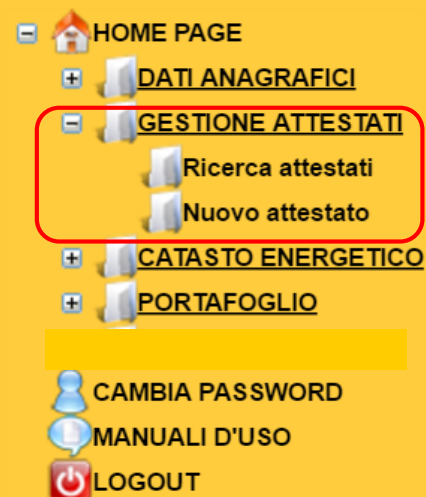 HOME PAGE
DATI ANAGRAFICI
GESTIONE ATTESTATI
Ricerca attestati
Nuovo attestato
CATASTO ENERGETICO
PORTAFOGLIO
CAMBIA PASSWORD
MANUALI D'USO
LOGOUT